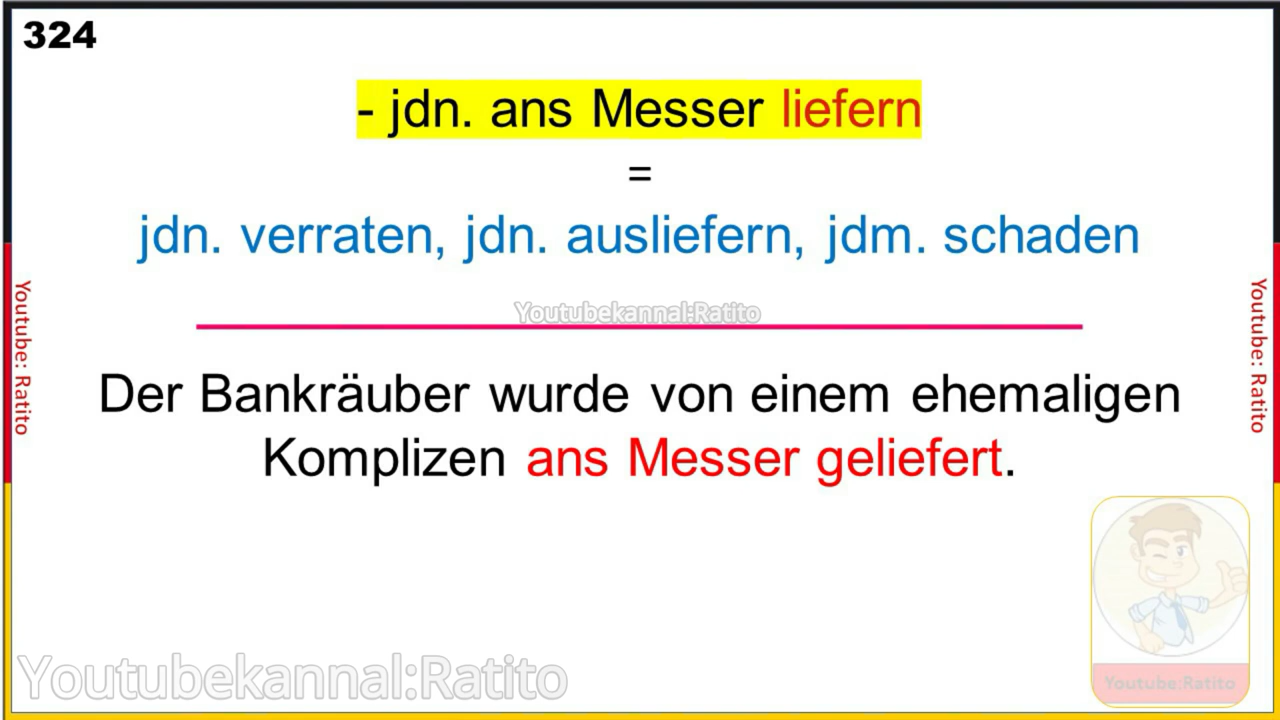 324
- jdn. ans Messer liefern
=
jdn. verraten, jdn. ausliefern, jdm. schaden
Youtubekannal:Ratito
Youtube: Ratito
Youtube: Ratito
Der Bankräuber wurde von einem ehemaligen
Komplizen ans Messer geliefert.
Youtubekannal:Ratito
Youtube:Ratito